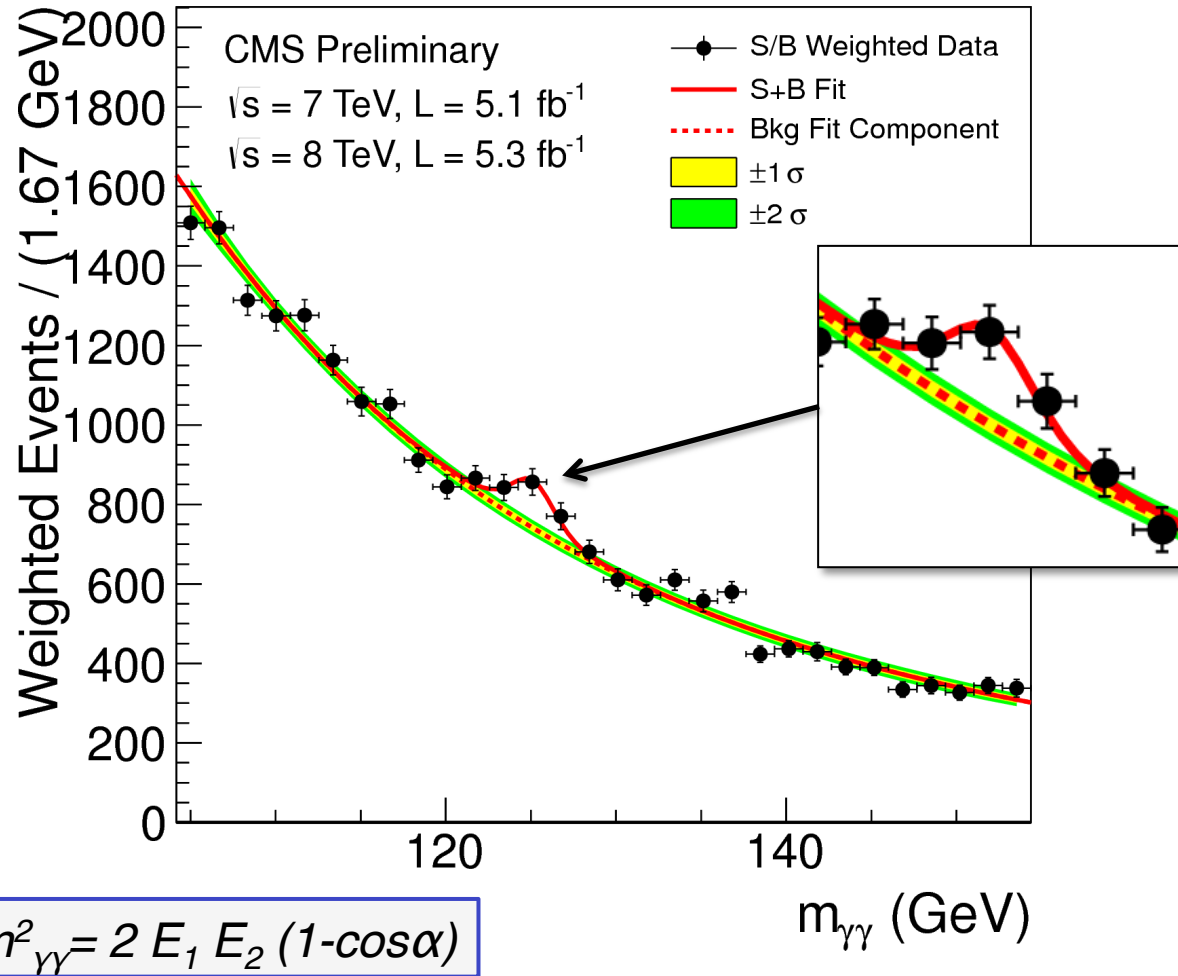 CMS Preliminary
√s = 7 TeV, L = 5.1 fb⁻¹
√s = 8 TeV, L = 5.3 fb⁻¹
S/B Weighted Data
S+B Fit
Bkg Fit Component
±1 σ
±2 σ
Weighted Events / (1.67 GeV)
2000
1800
1600
1400
1200
1000
800
600
400
200
0
120 140
mγγ (GeV)
m²γγ= 2 E₁ E₂ (1-cosα)